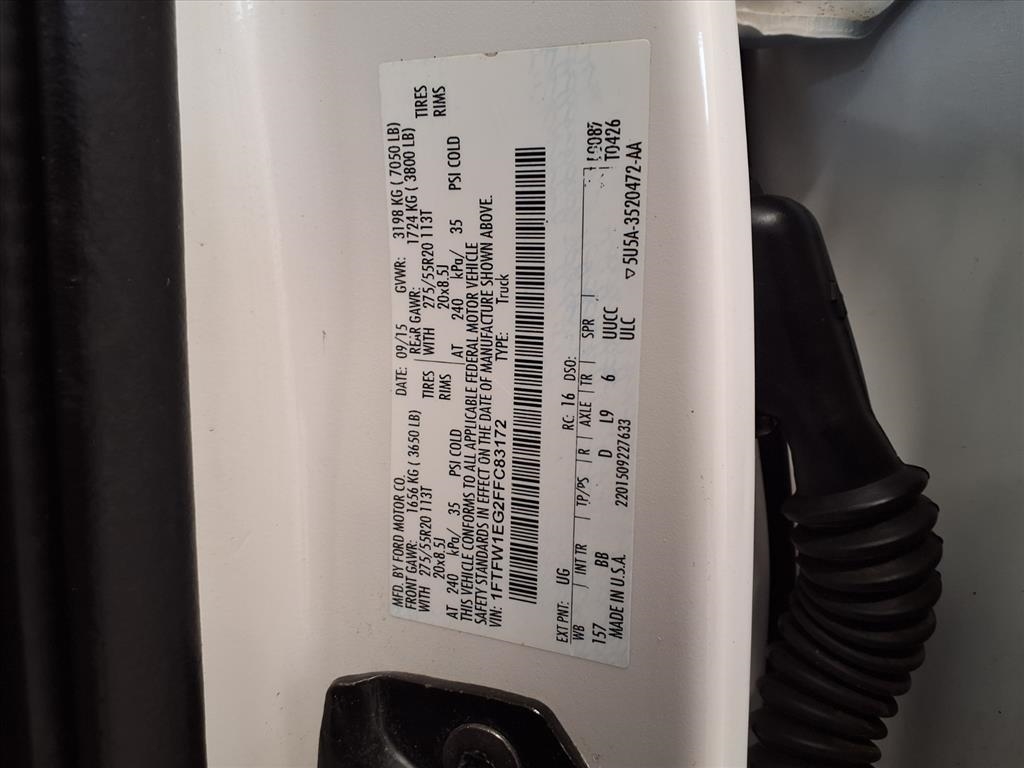 MFD. BY FORD MOTOR CO.
DATE: 09/15 GVWR: 3198 KG ( 7050 LB)
FRONT GAWR: 1656 KG ( 3650 LB)
REAR GAWR: 1724 KG ( 3800 LB)
WITH 275/55R20 113T TIRES
WITH 275/55R20 113T TIRES
20x8.5J RIMS
20x8.5J RIMS
AT 240 kPa/ 35 PSI COLD
AT 240 kPa/ 35 PSI COLD
THIS VEHICLE CONFORMS TO ALL APPLICABLE FEDERAL MOTOR VEHICLE
SAFETY STANDARDS IN EFFECT ON THE DATE OF MANUFACTURE SHOWN ABOVE.
VIN: 1FTFW1EG2FFC83172 TYPE: Truck
EXT PNT: UG RC: 16 DSO:
WB INT TR TP/PS R AXLE TR SPR L0087
157 BB D L9 6 UUCC T0426
MADE IN U.S.A. 2201509227633 ULC ▽5U5A-3520472-AA